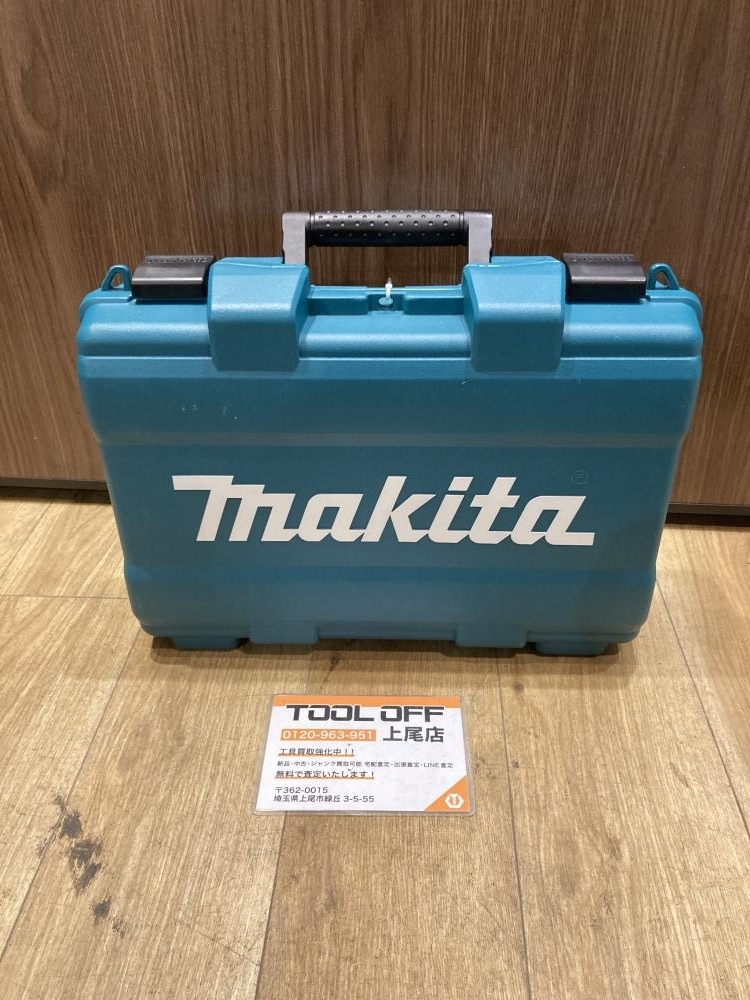 makita
®
TOOL OFF
0120-963-951 上尾店
工具買取強化中！！
新品・中古・ジャンク買取可能 宅配査定・出張査定・LINE査定
無料で査定いたします！
〒362-0015
埼玉県上尾市緑丘 3-5-55